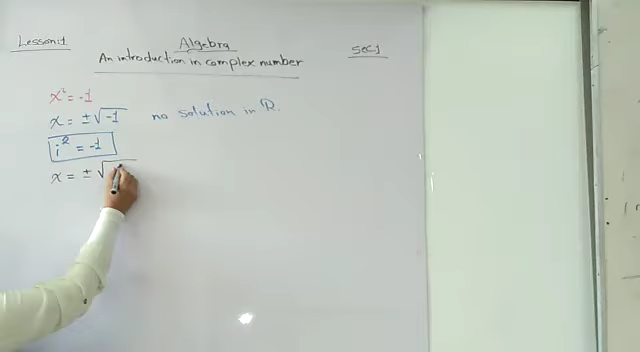 Lesson1 Algebra sec1
An introduction in complex number
x² = -1
x = ±√-1 no solution in ℝ.
i² = -1
x = ±√